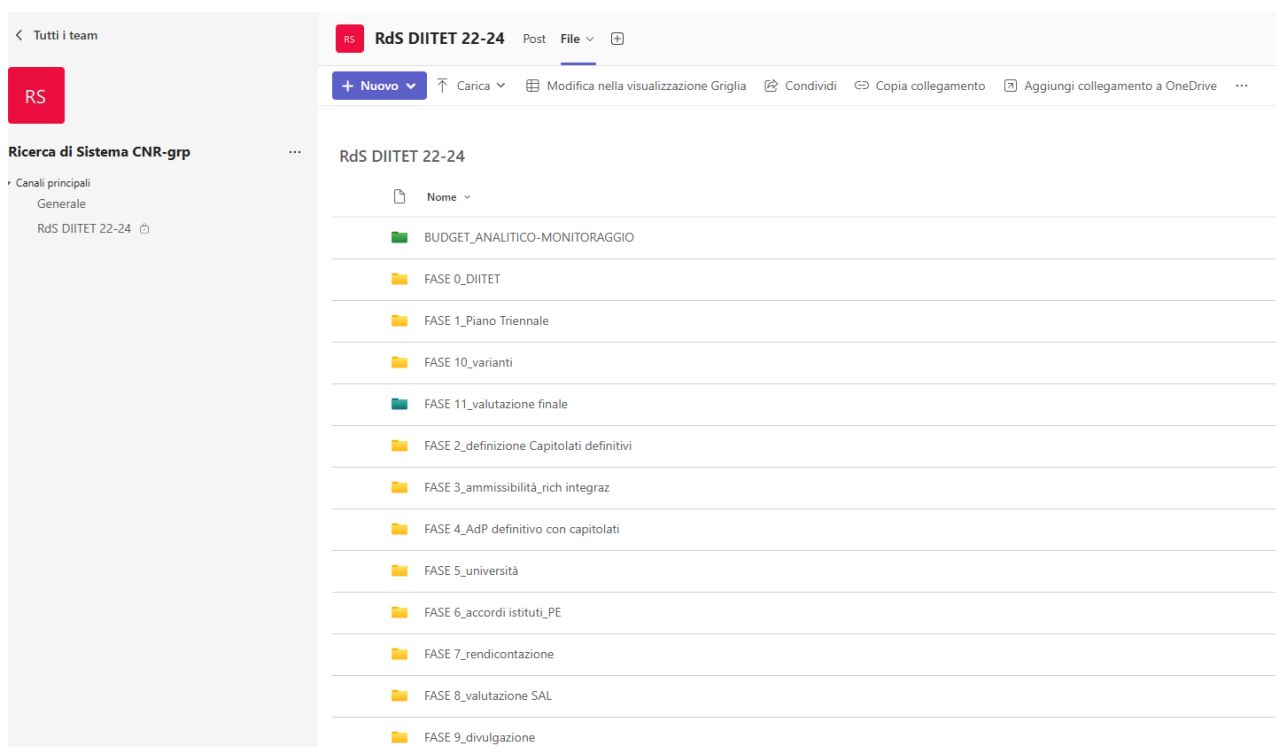 Tutti i team
RS
Ricerca di Sistema CNR-grp
Canali principali
Generale
RdS DIITET 22-24
RS RdS DIITET 22-24 Post File
Nuovo Carica Modifica nella visualizzazione Griglia Condividi Copia collegamento Aggiungi collegamento a OneDrive
RdS DIITET 22-24
Nome
BUDGET_ANALITICO-MONITORAGGIO
FASE 0_DIITET
FASE 1_Piano Triennale
FASE 10_varianti
FASE 11_valutazione finale
FASE 2_definizione Capitolati definitivi
FASE 3_ammissibilità_rich integraz
FASE 4_AdP definitivo con capitolati
FASE 5_università
FASE 6_accordi istituti_PE
FASE 7_rendicontazione
FASE 8_valutazione SAL
FASE 9_divulgazione